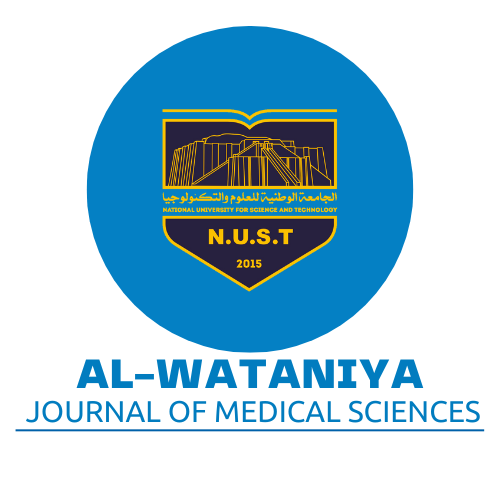 الجامعة الوطنية للعلوم والتكنولوجيا
NATIONAL UNIVERSITY FOR SCIENCE AND TECHNOLOGY
N.U.S.T
2015
AL-WATANIYA
JOURNAL OF MEDICAL SCIENCES